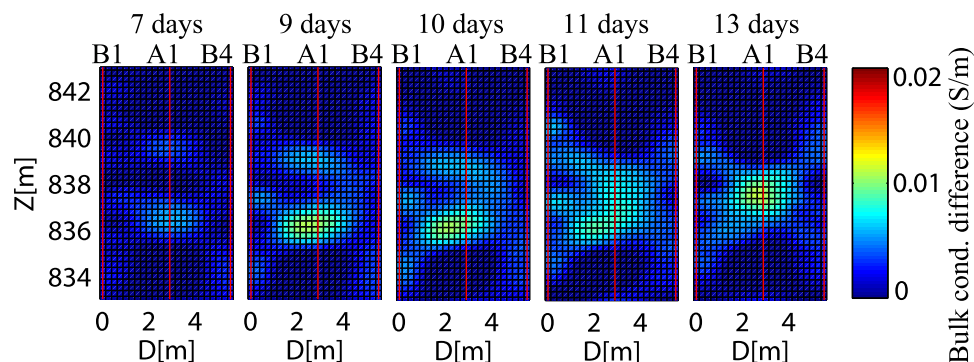 7 days 9 days 10 days 11 days 13 days
B1 A1 B4 B1 A1 B4 B1 A1 B4 B1 A1 B4 B1 A1 B4
842
840
838
836
834
Z[m]
0 2 4 0 2 4 0 2 4 0 2 4 0 2 4
D[m] D[m] D[m] D[m] D[m]
0.02
0.01
0
Bulk cond. difference (S/m)